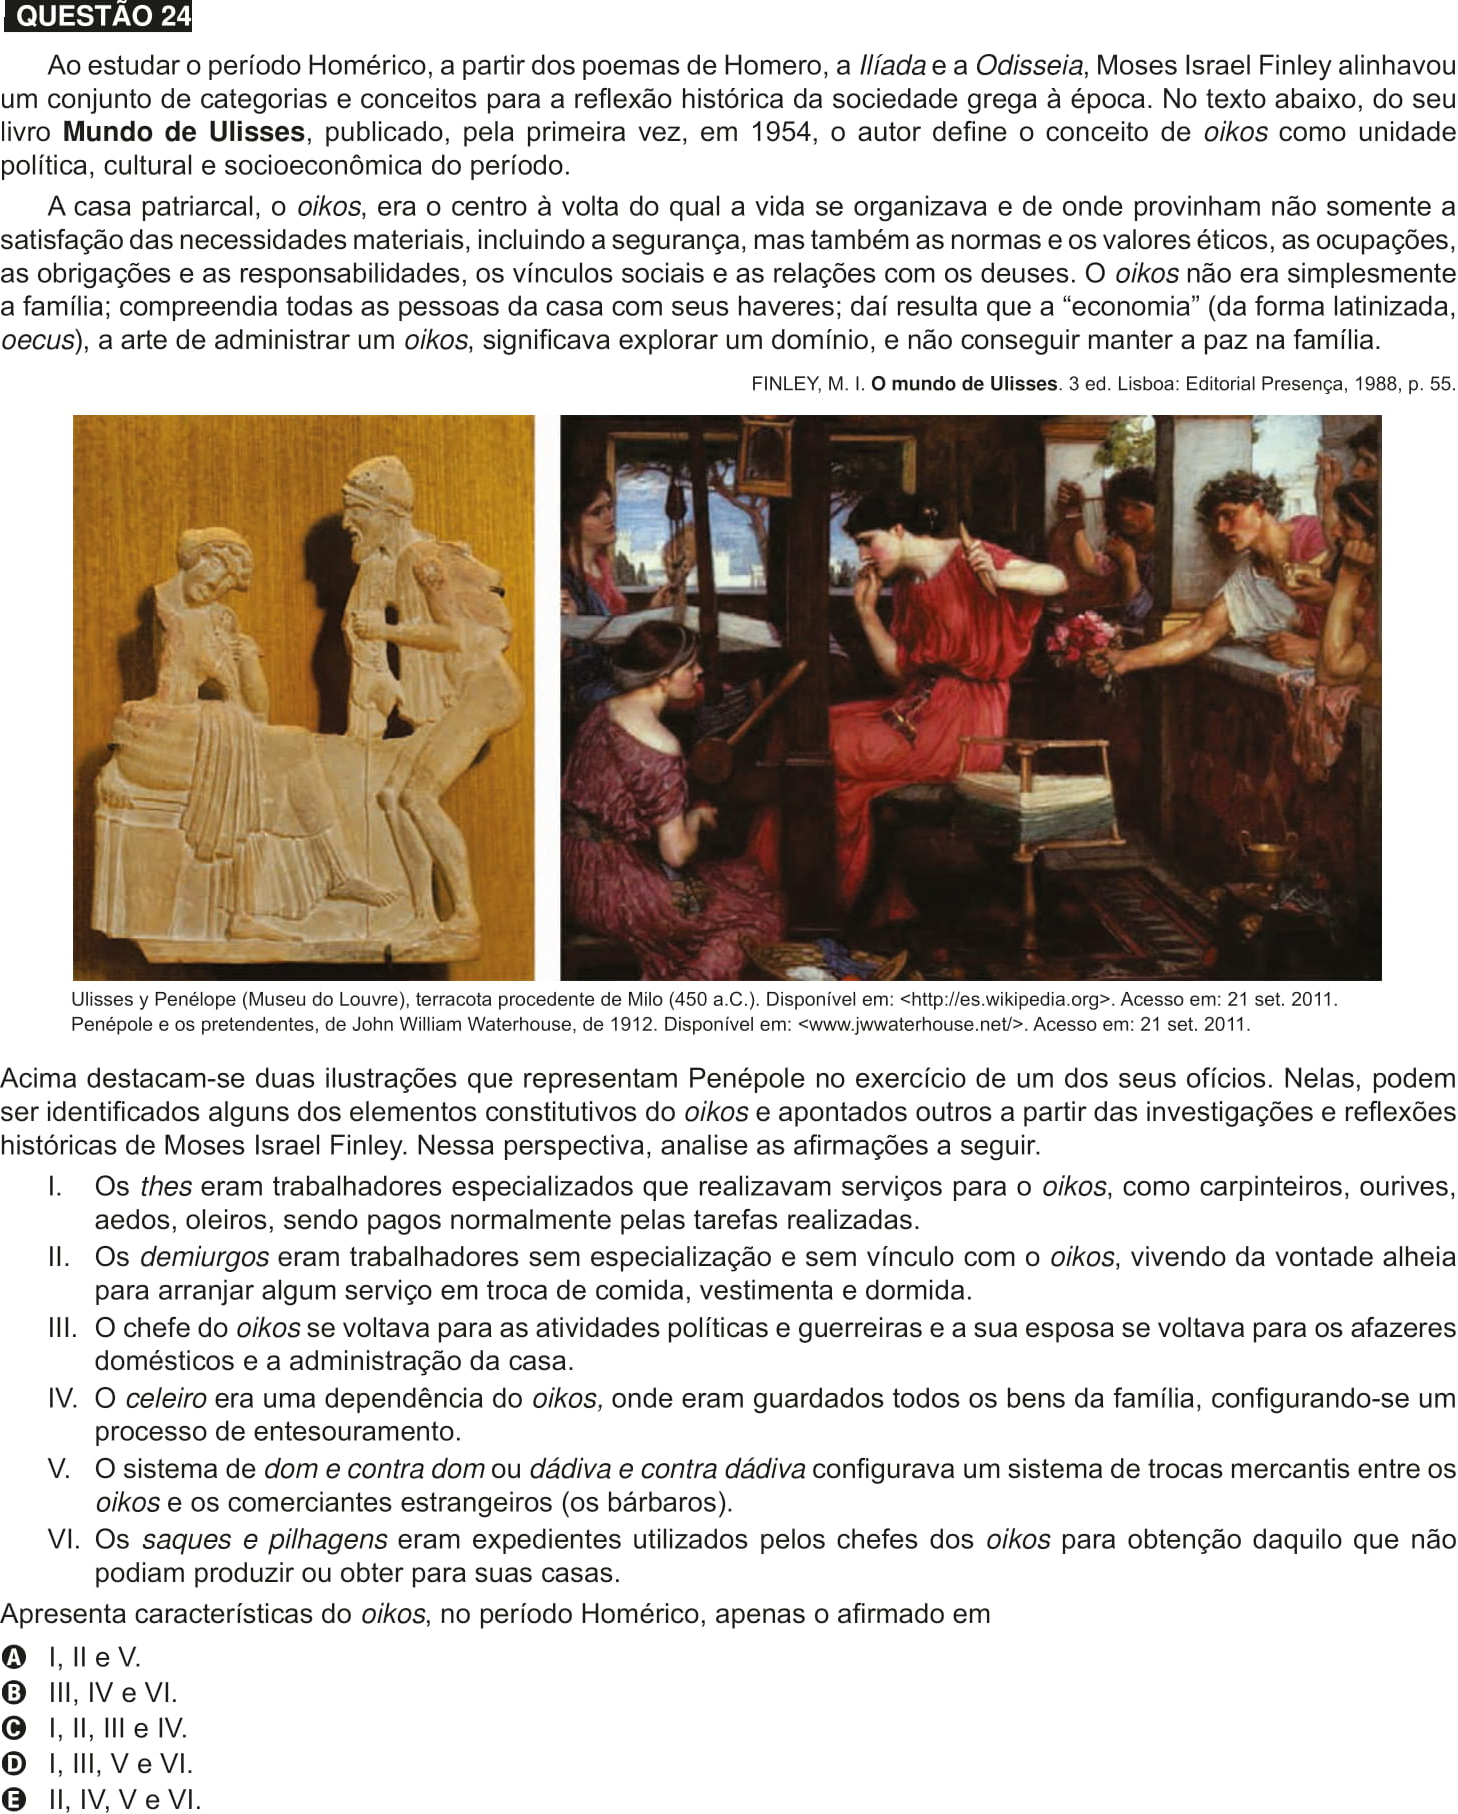 QUESTÃO 24
Ao estudar o período Homérico, a partir dos poemas de Homero, a Ilíada e a Odisseia, Moses Israel Finley alinhavou
um conjunto de categorias e conceitos para a reflexão histórica da sociedade grega à época. No texto abaixo, do seu
livro Mundo de Ulisses, publicado, pela primeira vez, em 1954, o autor define o conceito de oikos como unidade
política, cultural e socioeconômica do período.
A casa patriarcal, o oikos, era o centro à volta do qual a vida se organizava e de onde provinham não somente a
satisfação das necessidades materiais, incluindo a segurança, mas também as normas e os valores éticos, as ocupações,
as obrigações e as responsabilidades, os vínculos sociais e as relações com os deuses. O oikos não era simplesmente
a família; compreendia todas as pessoas da casa com seus haveres; daí resulta que a “economia” (da forma latinizada,
oecus), a arte de administrar um oikos, significava explorar um domínio, e não conseguir manter a paz na família.
FINLEY, M. I. O mundo de Ulisses. 3 ed. Lisboa: Editorial Presença, 1988, p. 55.
Ulisses y Penélope (Museu do Louvre), terracota procedente de Milo (450 a.C.). Disponível em: <http://es.wikipedia.org>. Acesso em: 21 set. 2011.
Penépole e os pretendentes, de John William Waterhouse, de 1912. Disponível em: <www.jwwaterhouse.net/>. Acesso em: 21 set. 2011.
Acima destacam-se duas ilustrações que representam Penépole no exercício de um dos seus ofícios. Nelas, podem
ser identificados alguns dos elementos constitutivos do oikos e apontados outros a partir das investigações e reflexões
históricas de Moses Israel Finley. Nessa perspectiva, analise as afirmações a seguir.
I. Os thes eram trabalhadores especializados que realizavam serviços para o oikos, como carpinteiros, ourives,
aedos, oleiros, sendo pagos normalmente pelas tarefas realizadas.
II. Os demiurgos eram trabalhadores sem especialização e sem vínculo com o oikos, vivendo da vontade alheia
para arranjar algum serviço em troca de comida, vestimenta e dormida.
III. O chefe do oikos se voltava para as atividades políticas e guerreiras e a sua esposa se voltava para os afazeres
domésticos e a administração da casa.
IV. O celeiro era uma dependência do oikos, onde eram guardados todos os bens da família, configurando-se um
processo de entesouramento.
V. O sistema de dom e contra dom ou dádiva e contra dádiva configurava um sistema de trocas mercantis entre os
oikos e os comerciantes estrangeiros (os bárbaros).
VI. Os saques e pilhagens eram expedientes utilizados pelos chefes dos oikos para obtenção daquilo que não
podiam produzir ou obter para suas casas.
Apresenta características do oikos, no período Homérico, apenas o afirmado em
A I, II e V.
B III, IV e VI.
C I, II, III e IV.
D I, III, V e VI.
E II, IV, V e VI.